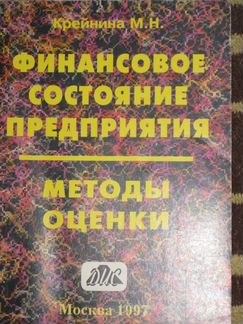 Крейнина М.Н.
ФИНАНСОВОЕ
СОСТОЯНИЕ
ПРЕДПРИЯТИЯ
МЕТОДЫ
ОЦЕНКИ
ДИС
Москва 1997